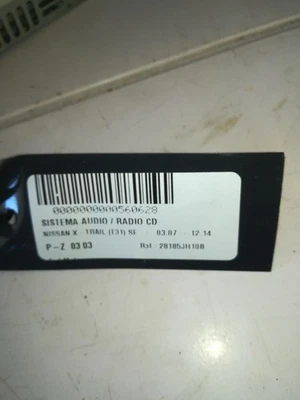 0000000000560628
SISTEMA AUDIO / RADIO CD
NISSAN X - TRAIL (T31) SE - 03.07 - 12.14
P - Z 03 03 Ref.: 28185JH100